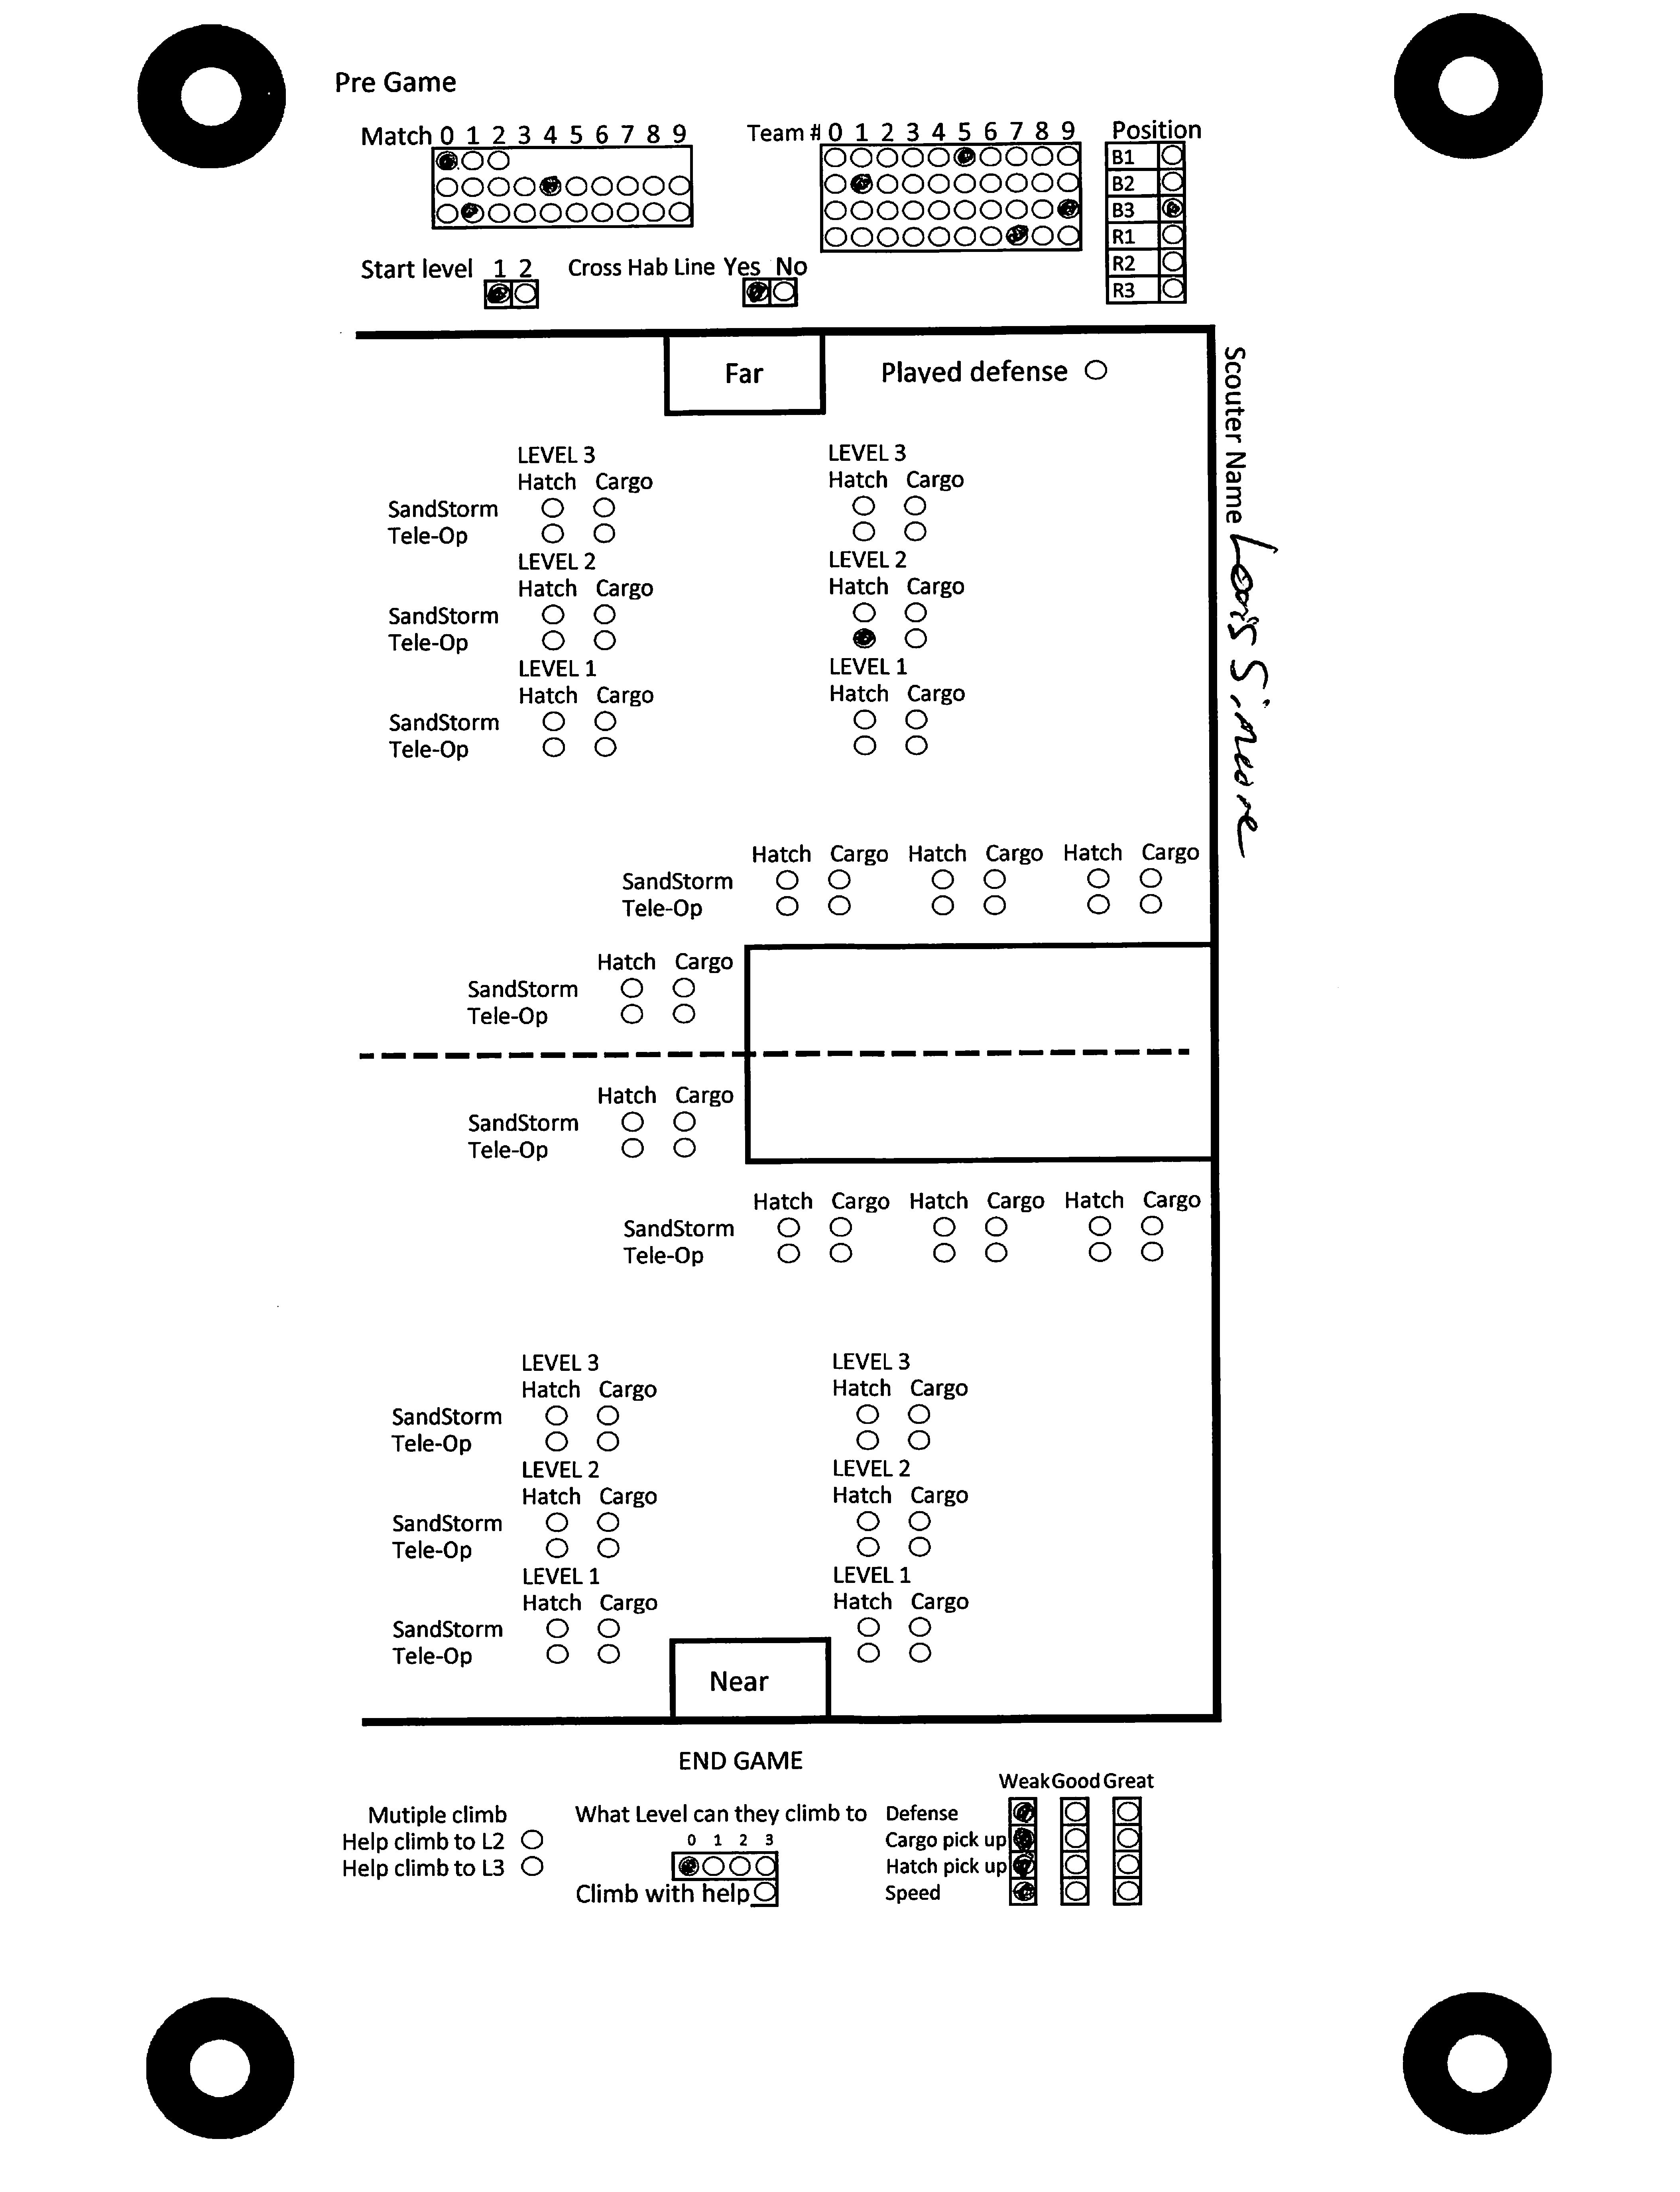 Pre Game
Match 0 1 2 3 4 5 6 7 8 9
Team # 0 1 2 3 4 5 6 7 8 9
Position
B1
B2
B3
R1
R2
R3
Start level 1 2
Cross Hab Line Yes No
Far
Played defense
Scouter Name
LEVEL 3 LEVEL 3
Hatch Cargo Hatch Cargo
SandStorm
Tele-Op
LEVEL 2 LEVEL 2
Hatch Cargo Hatch Cargo
SandStorm
Tele-Op
LEVEL 1 LEVEL 1
Hatch Cargo Hatch Cargo
SandStorm
Tele-Op
Hatch Cargo Hatch Cargo Hatch Cargo
SandStorm
Tele-Op
Hatch Cargo
SandStorm
Tele-Op
Hatch Cargo
SandStorm
Tele-Op
Hatch Cargo Hatch Cargo Hatch Cargo
SandStorm
Tele-Op
LEVEL 3 LEVEL 3
Hatch Cargo Hatch Cargo
SandStorm
Tele-Op
LEVEL 2 LEVEL 2
Hatch Cargo Hatch Cargo
SandStorm
Tele-Op
LEVEL 1 LEVEL 1
Hatch Cargo Hatch Cargo
SandStorm
Tele-Op
Near
END GAME
Mutiple climb
Help climb to L2
Help climb to L3
What Level can they climb to
0 1 2 3
Climb with help
Weak Good Great
Defense
Cargo pick up
Hatch pick up
Speed